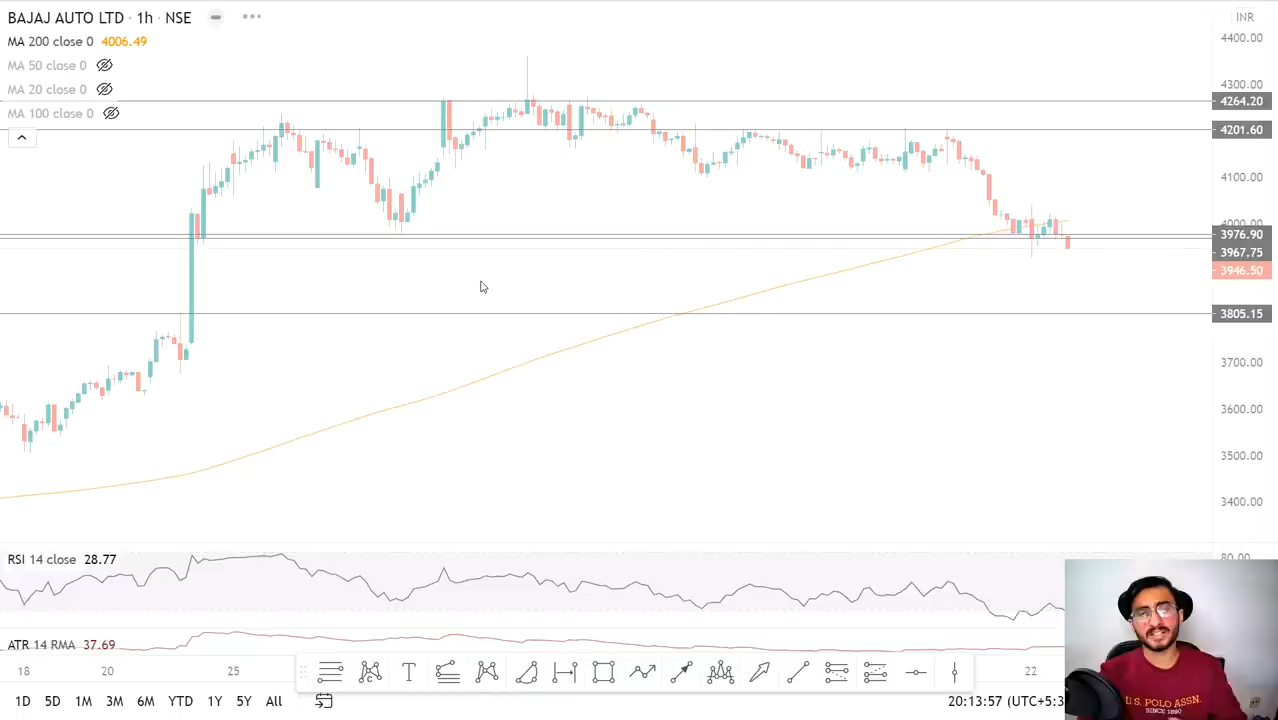 BAJAJ AUTO LTD · 1h · NSE
INR
MA 200 close 0 4006.49
MA 50 close 0
MA 20 close 0
MA 100 close 0
4400.00
4300.00
4264.20
4201.60
4100.00
4000.00
3976.90
3967.75
3946.50
3805.15
3700.00
3600.00
3500.00
3400.00
RSI 14 close 28.77
80.00
ATR 14 RMA 37.69
18 20 25 22
1D 5D 1M 3M 6M YTD 1Y 5Y All
20:13:57 (UTC+5:3
U.S. POLO ASSN.
SINCE 1890